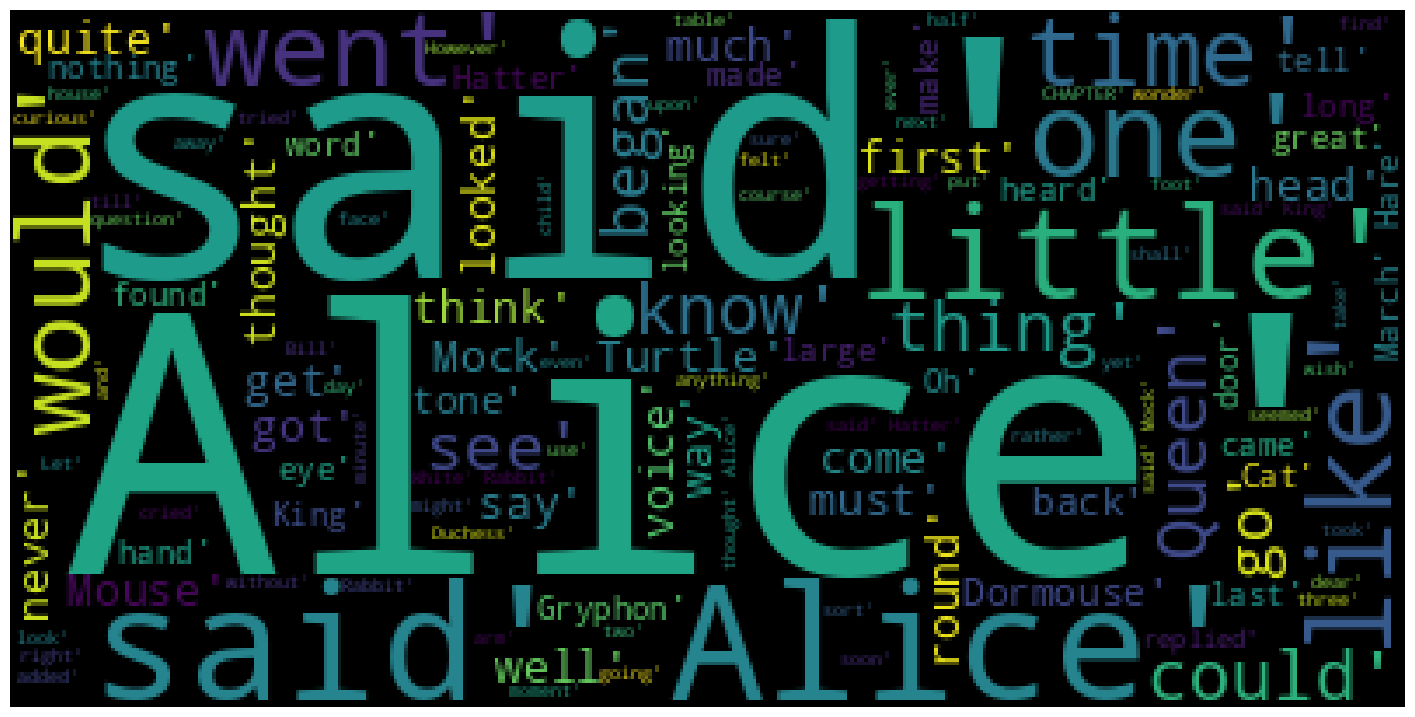 quite'
went'
said'
Alice'
said' Alice'
time'
one'
little'
would'
like'
could'
nothing'
Hatter'
However'
table'
much'
made'
half'
ever'
make'
next'
CHAPTER'
wonder'
tell'
find'
long'
great'
house'
curious'
tried'
away'
word'
looked'
began'
upon'
looking'
sure'
felt'
course'
first'
getting'
put'
heard'
foot'
head'
March' Hare'
till'
question'
thought'
face'
child'
said' King'
shall'
found'
think'
know'
thing'
take'
Bill'
day'
get'
and'
Mock' Turtle'
even'
large'
anything'
Oh'
yet'
queen'
door'
wish'
seemed'
tone'
got'
eye'
minute'
see'
use'
voice'
way'
said' Hatter'
rather'
said' Mock'
came'
Cat'
Let'
never'
King'
White' Rabbit'
might'
say'
Duchess'
thought' Alice'
come'
must'
back'
go'
took'
cried'
hand'
Mouse'
without'
Rabbit'
Gryphon'
two'
round'
Dormouse'
last'
dear'
three'
look'
right'
added'
arm'
well'
going'
moment'
sort'
soon'
replied'